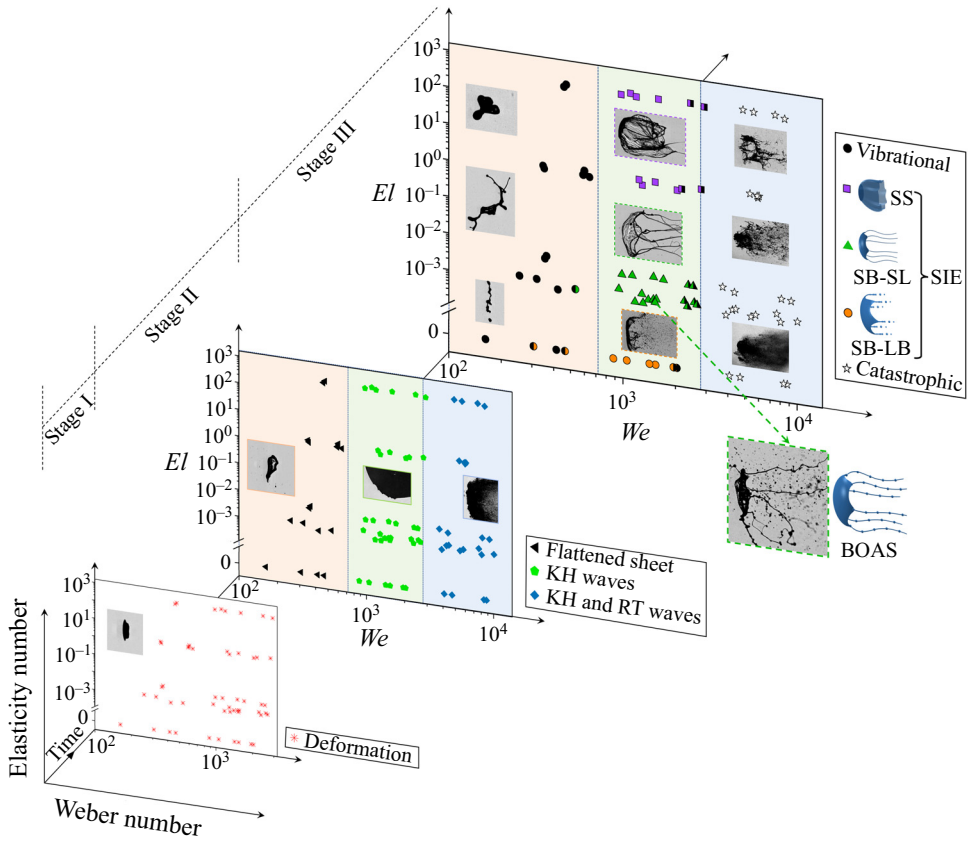 Stage III
Stage II
Stage I
El
10³
10²
10¹
10⁰
10⁻¹
10⁻²
10⁻³
0
10²
10³
10⁴
We
Vibrational
SS
SB-SL
SIE
SB-LB
Catastrophic
BOAS
El
10³
10²
10¹
10⁰
10⁻¹
10⁻²
10⁻³
0
10²
10³
10⁴
We
Flattened sheet
KH waves
KH and RT waves
Elasticity number
10³
10¹
10⁻¹
10⁻³
0
Time
10²
10³
Deformation
Weber number